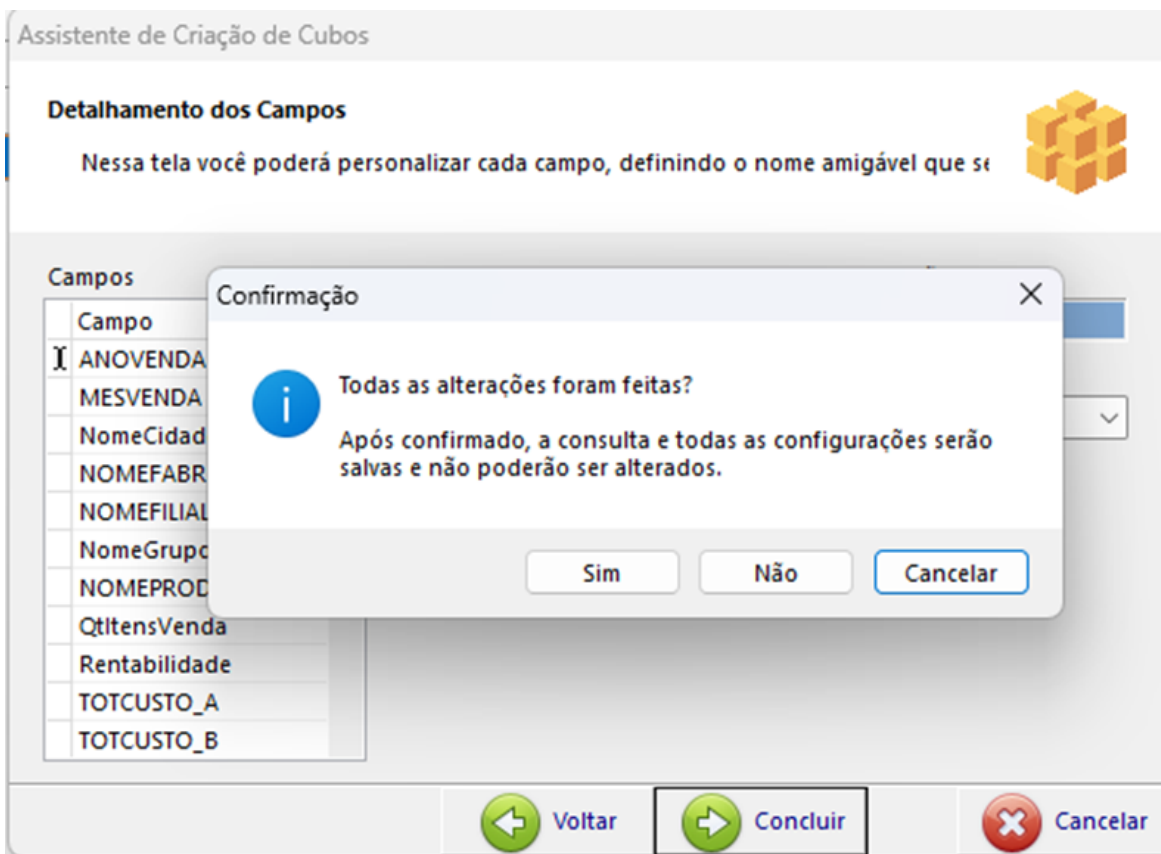 Assistente de Criação de Cubos
Detalhamento dos Campos
Nessa tela você poderá personalizar cada campo, definindo o nome amigável que se
Campos
Campo
ANOVENDA
MESVENDA
NomeCidad
NOMEFABR
NOMEFILIAL
NomeGrupo
NOMEPROD
QtItensVenda
Rentabilidade
TOTCUSTO_A
TOTCUSTO_B
Confirmação
Todas as alterações foram feitas?
Após confirmado, a consulta e todas as configurações serão
salvas e não poderão ser alterados.
Sim Não Cancelar
Voltar Concluir Cancelar